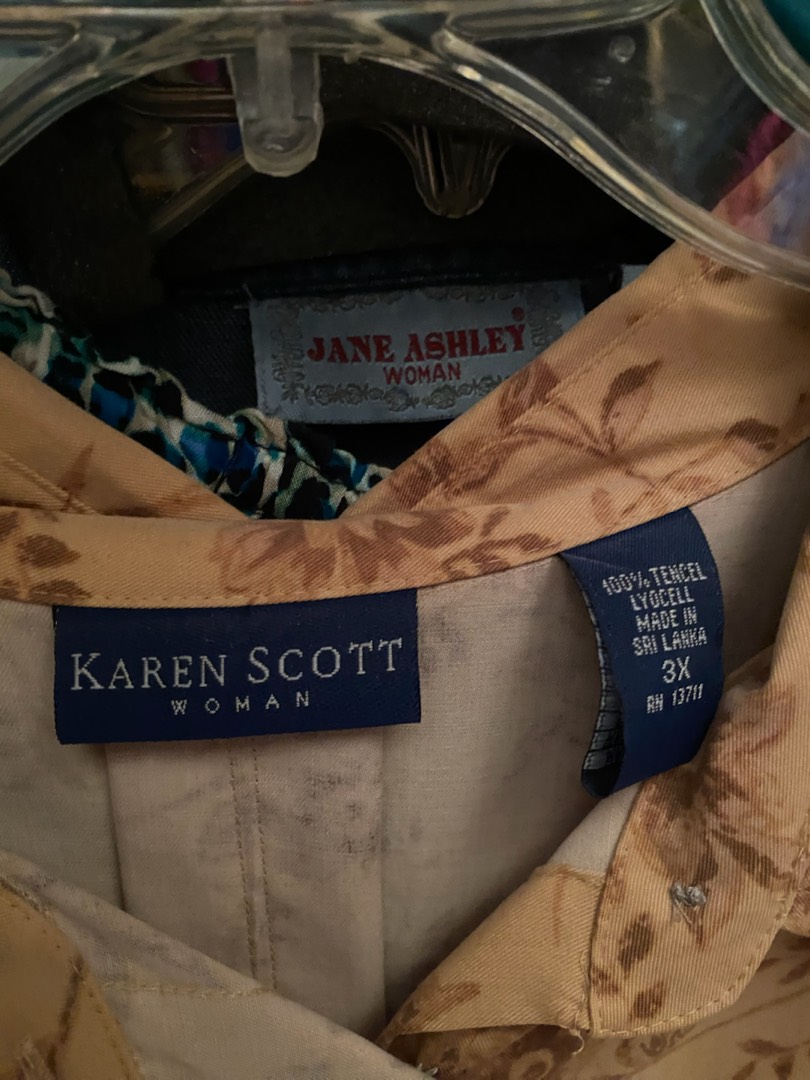 JANE ASHLEY®
WOMAN
KAREN SCOTT
WOMAN
100% TENCEL
LYOCELL
MADE IN
SRI LANKA
3X
RN 13711